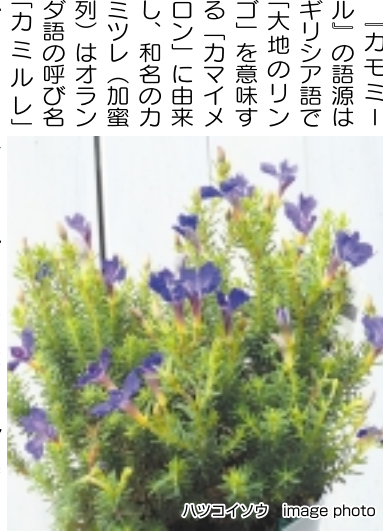 『カモミー
ル』の語源は
ギリシア語で
「大地のリン
ゴ」を意味す
る「カマイメ
ロン」に由来
し、和名のカ
ミツレ（加蜜
列）はオラン
ダ語の呼び名
「カミルレ」
ハツコイソウ　image photo